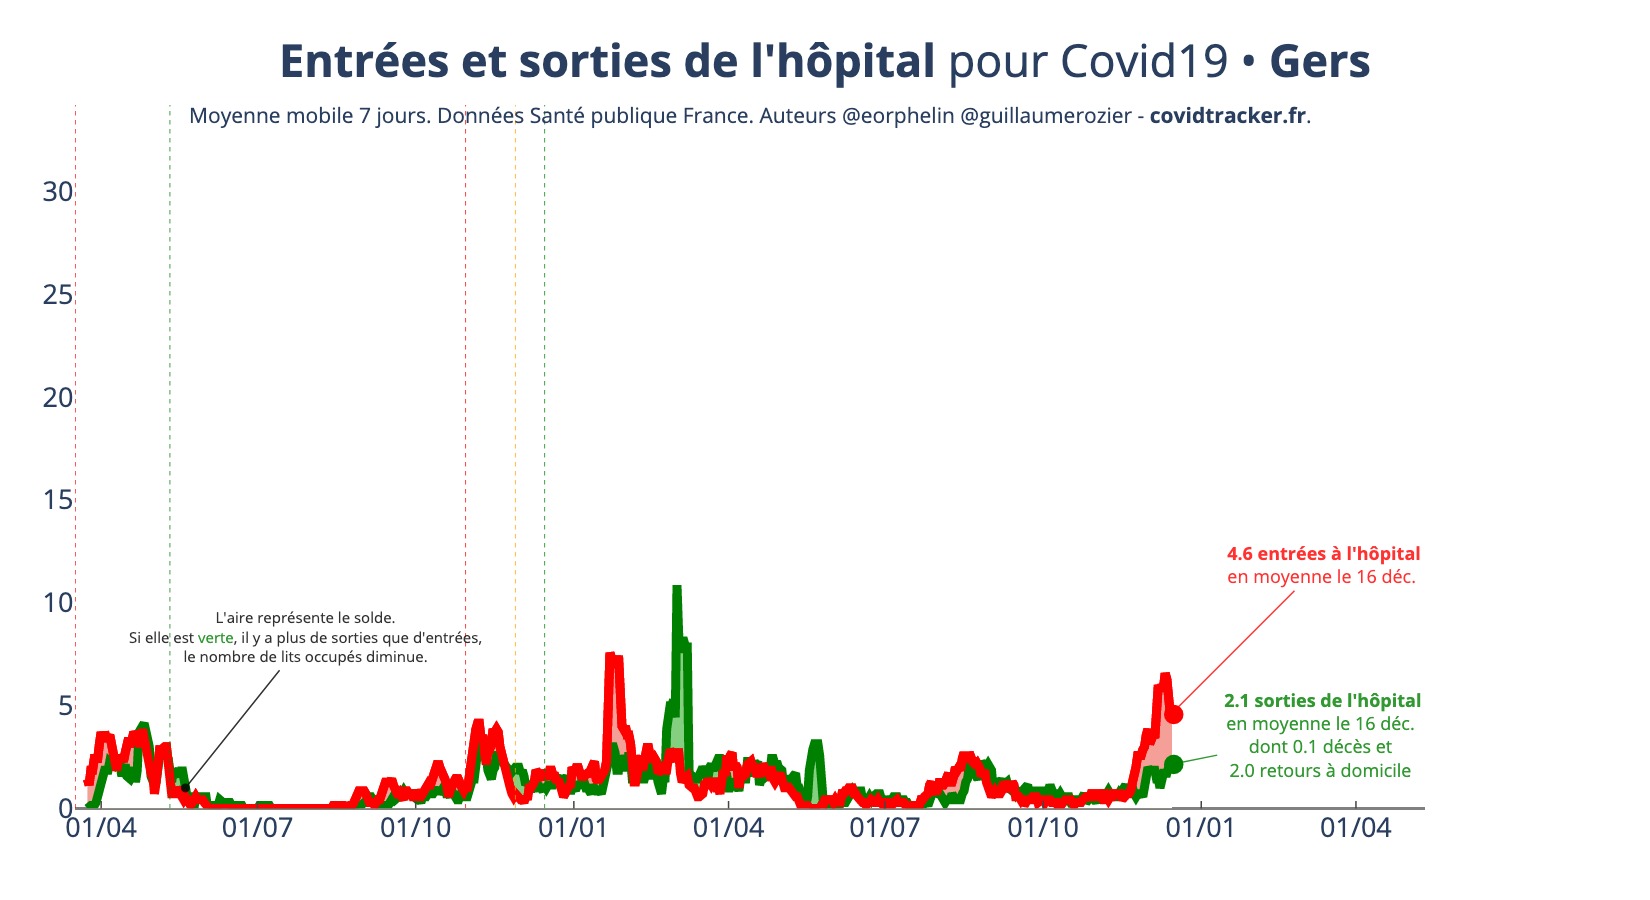 Entrées et sorties de l'hôpital pour Covid19 • Gers
Moyenne mobile 7 jours. Données Santé publique France. Auteurs @eorphelin @guillaumerozier - covidtracker.fr.
30
25
20
15
10
5
0
L'aire représente le solde.
Si elle est verte, il y a plus de sorties que d'entrées,
le nombre de lits occupés diminue.
4.6 entrées à l'hôpital
en moyenne le 16 déc.
2.1 sorties de l'hôpital
en moyenne le 16 déc.
dont 0.1 décès et
2.0 retours à domicile
01/04 01/07 01/10 01/01 01/04 01/07 01/10 01/01 01/04